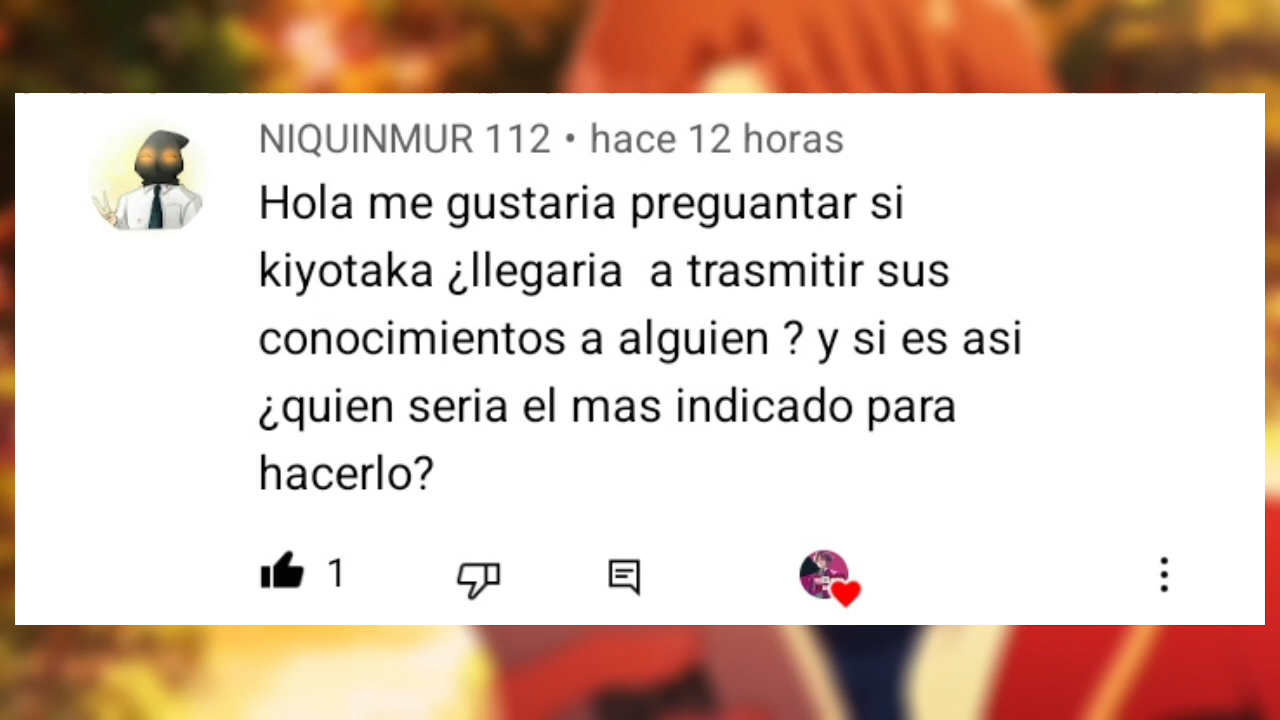 NIQUINMUR 112 • hace 12 horas
Hola me gustaria preguantar si
kiyotaka ¿llegaria  a trasmitir sus
conocimientos a alguien ? y si es asi
¿quien seria el mas indicado para
hacerlo?
1